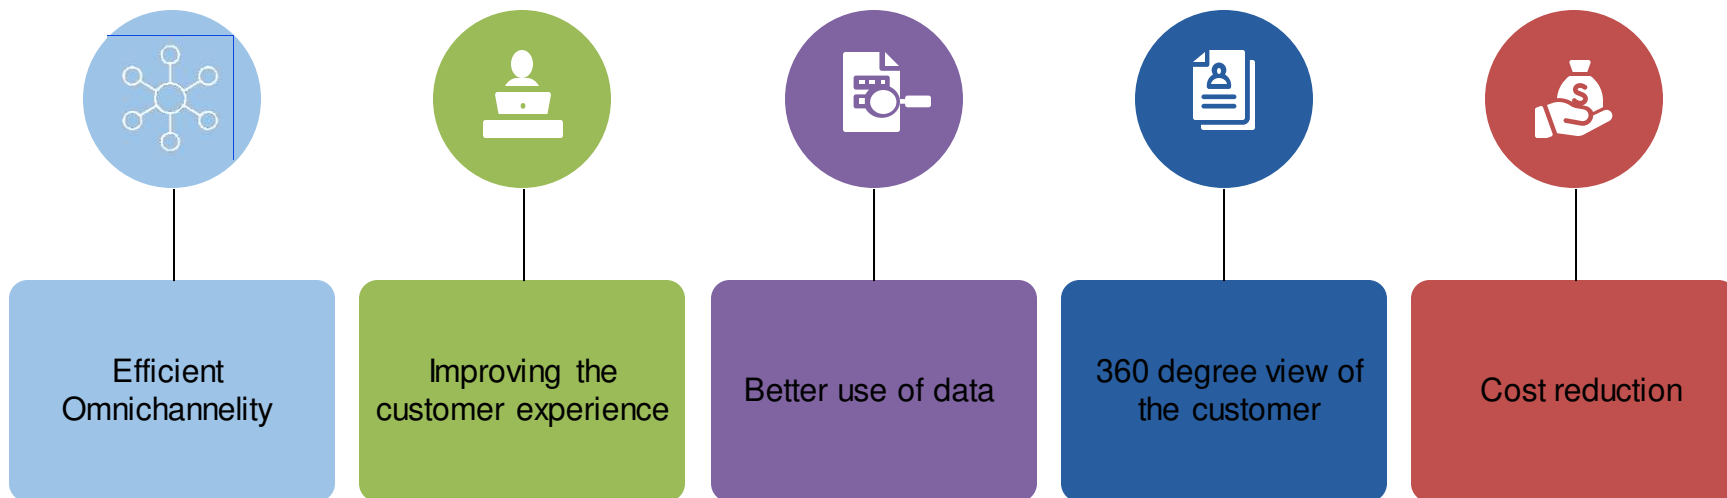 Efficient
Omnichannelity
Improving the
customer experience
Better use of data
360 degree view of
the customer
Cost reduction